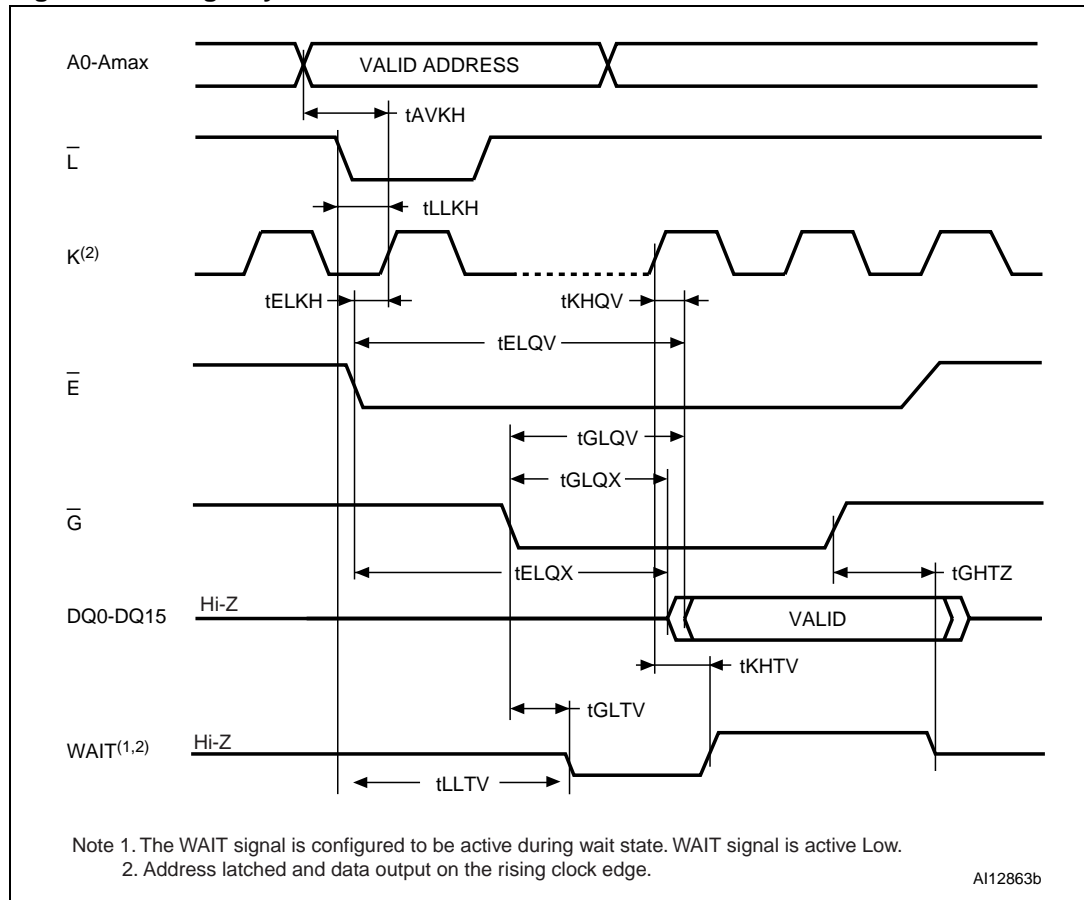 A0-Amax
VALID ADDRESS
tAVKH
L
tLLKH
K(2)
tELKH
tKHQV
tELQV
E
tGLQV
tGLQX
G
tELQX
tGHTZ
DQ0-DQ15
Hi-Z
VALID
tKHTV
tGLTV
WAIT(1,2)
Hi-Z
tLLTV
Note 1. The WAIT signal is configured to be active during wait state. WAIT signal is active Low.
2. Address latched and data output on the rising clock edge.
AI12863b